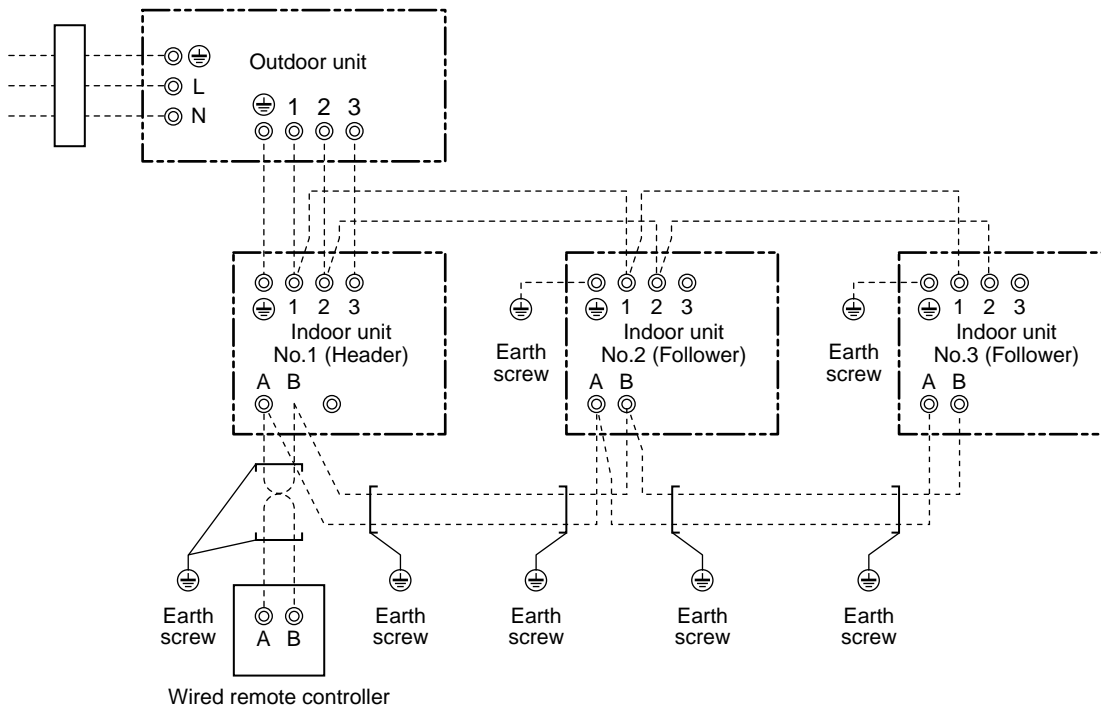 Outdoor unit
L
N
1 2 3
1 2 3
Indoor unit
No.1 (Header)
A B
Earth
screw
1 2 3
Indoor unit
No.2 (Follower)
A B
Earth
screw
1 2 3
Indoor unit
No.3 (Follower)
A B
Earth
screw
Earth
screw
Earth
screw
Earth
screw
Earth
screw
A B
Wired remote controller